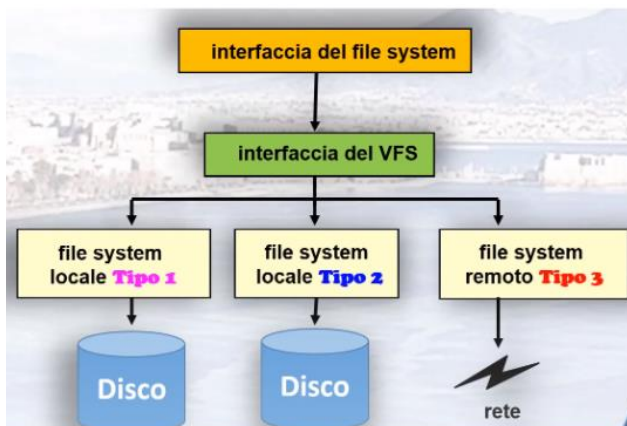 interfaccia del file system
interfaccia del VFS
file system
locale Tipo 1
file system
locale Tipo 2
file system
remoto Tipo 3
Disco
Disco
rete